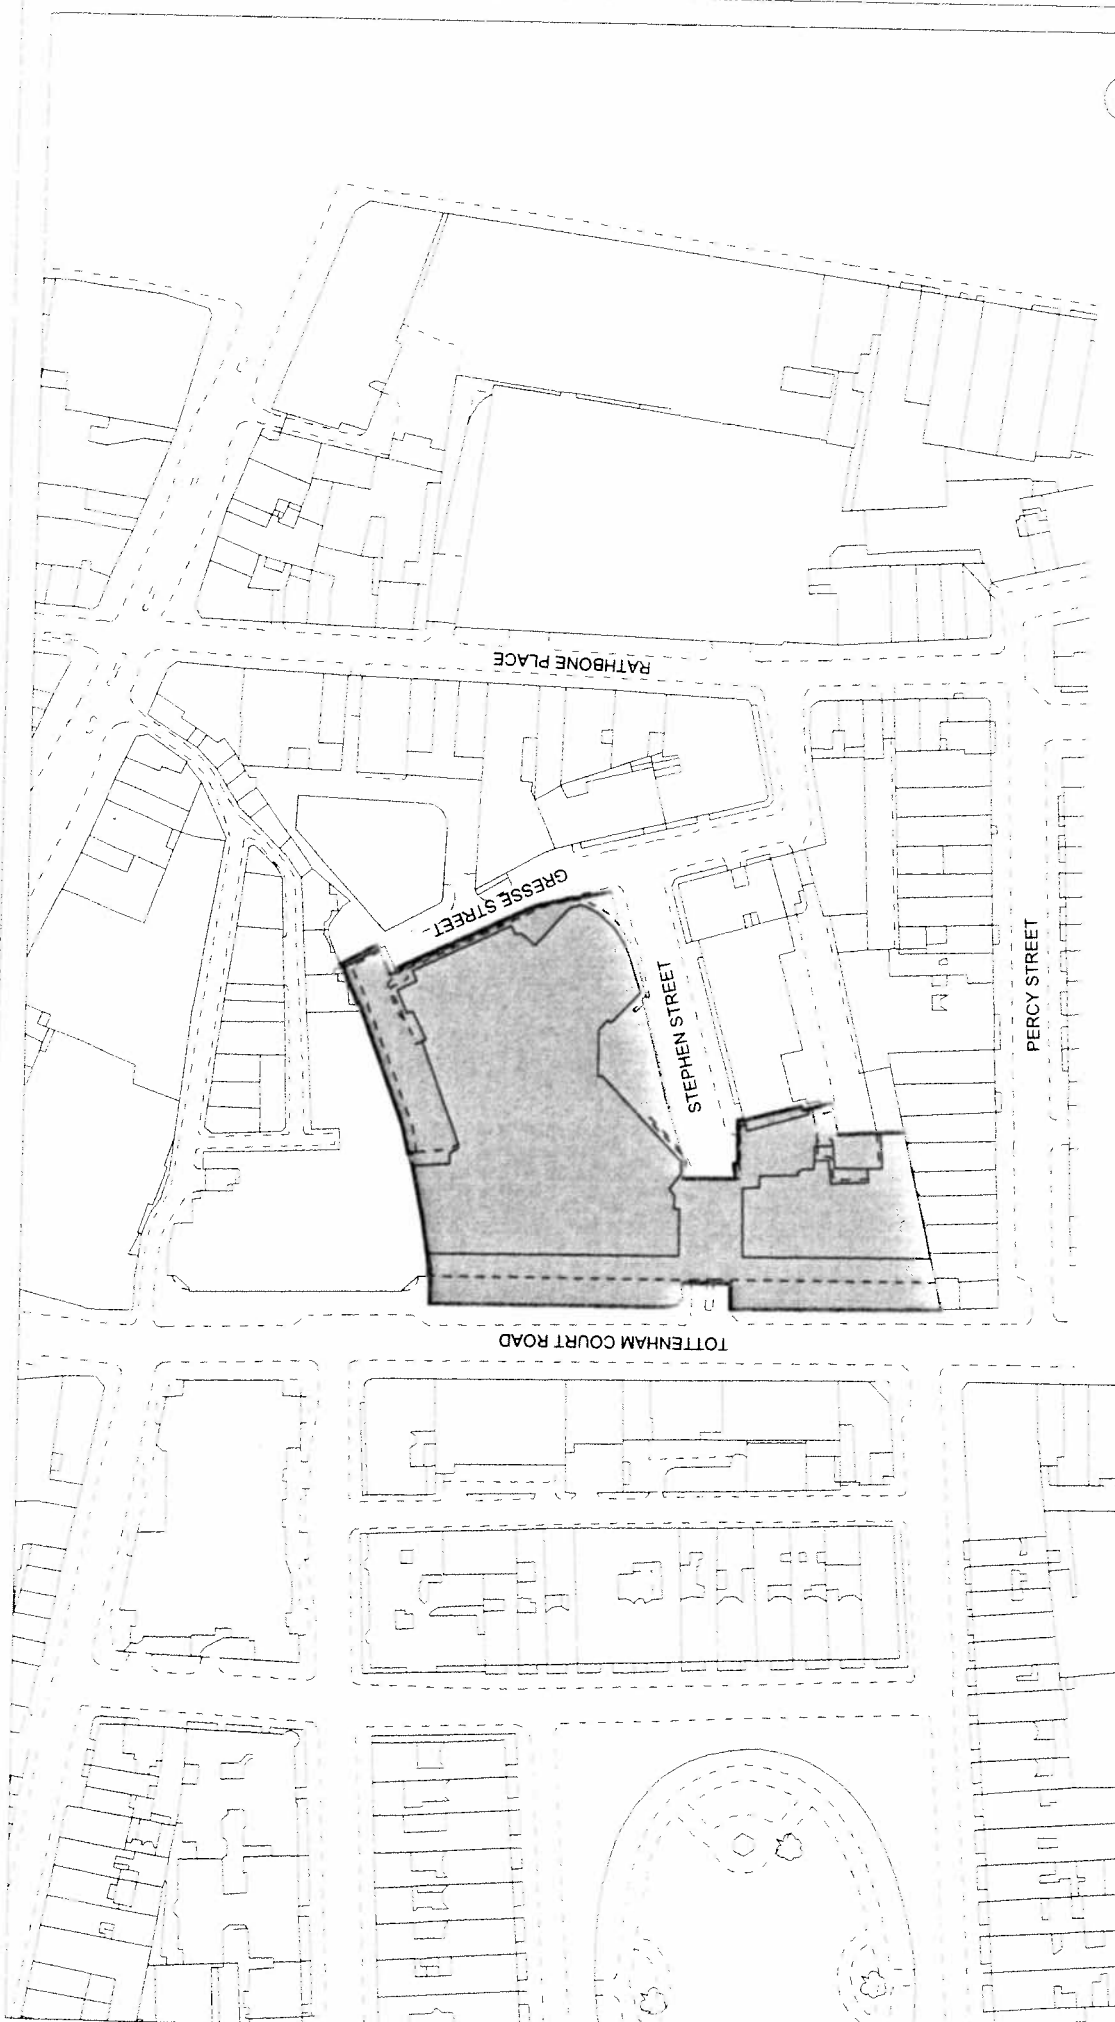 RATHBONE PLACE
GRESSE STREET
STEPHEN STREET
PERCY STREET
TOTTENHAM COURT ROAD